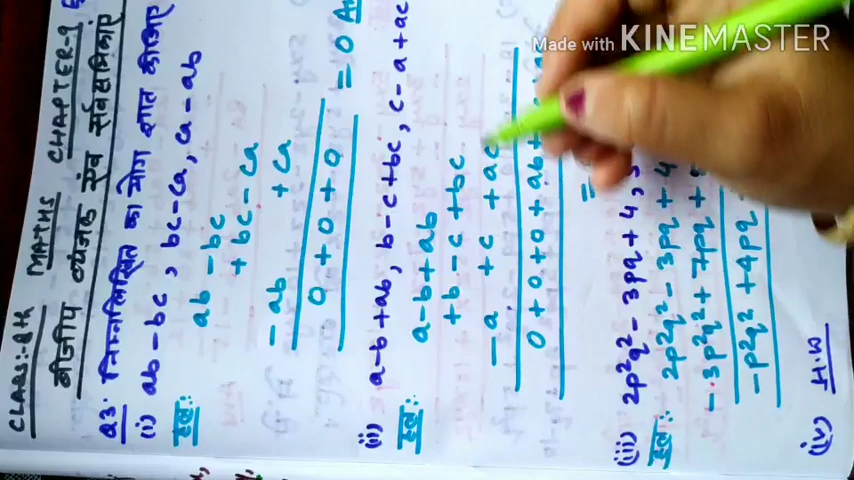 CLASS:-8th MATHS CHAPTER-9
बीजीय व्यंजक एवं सर्वसमिकाएं
Q3. निम्नलिखित का योग ज्ञात कीजिए
(i) ab-bc, bc-ca, ca-ab
हल:
ab-bc
+bc-ca
-ab +ca
0+0+0 =0 Ans
(ii) a-b+ab, b-c+bc, c-a+ac
हल:
a-b+ab
+b-c+bc
-a +c +ac
0+0+0+ab+
=
(iii) 2p²q²-3pq+4,
हल:
2p²q²-3pq+4
-3p²q²+7pq+
-p²q²+4pq
(iv) H.W
Made with KINEMASTER